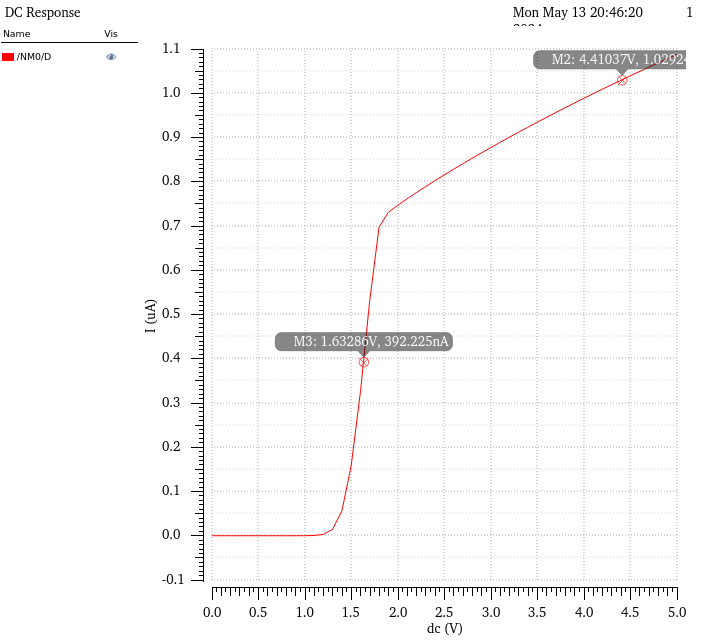 DC Response
Mon May 13 20:46:20 1
Name Vis
/NM0/D
M2: 4.41037V, 1.0292
1.1
1.0
0.9
0.8
0.7
0.6
0.5
I (uA)
M3: 1.63286V, 392.225nA
0.4
0.3
0.2
0.1
0.0
-0.1
0.0 0.5 1.0 1.5 2.0 2.5 3.0 3.5 4.0 4.5 5.0
dc (V)